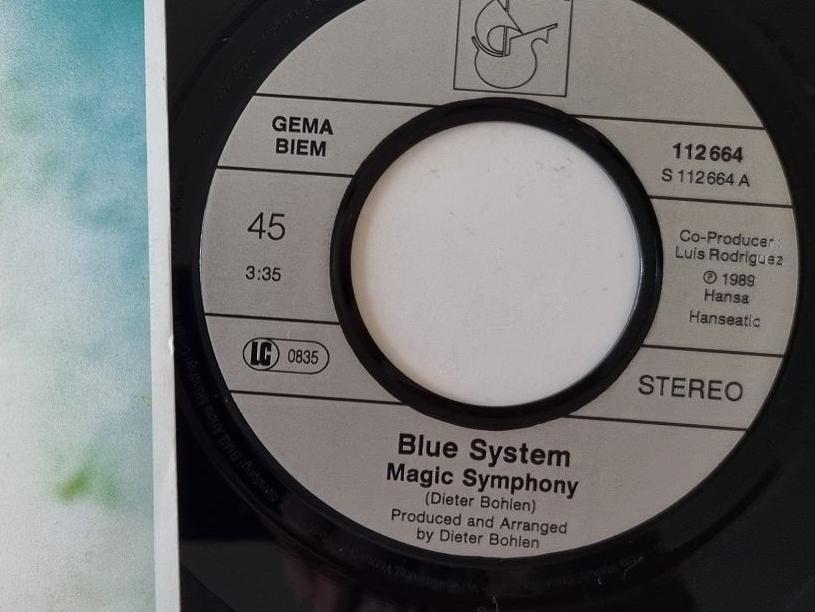 GEMA
BIEM
112 664
S 112 664 A
45
3:35
Co-Producer:
Luis Rodriguez
℗ 1989
Hansa
Hanseatic
LC 0835
STEREO
Blue System
Magic Symphony
(Dieter Bohlen)
Produced and Arranged
by Dieter Bohlen